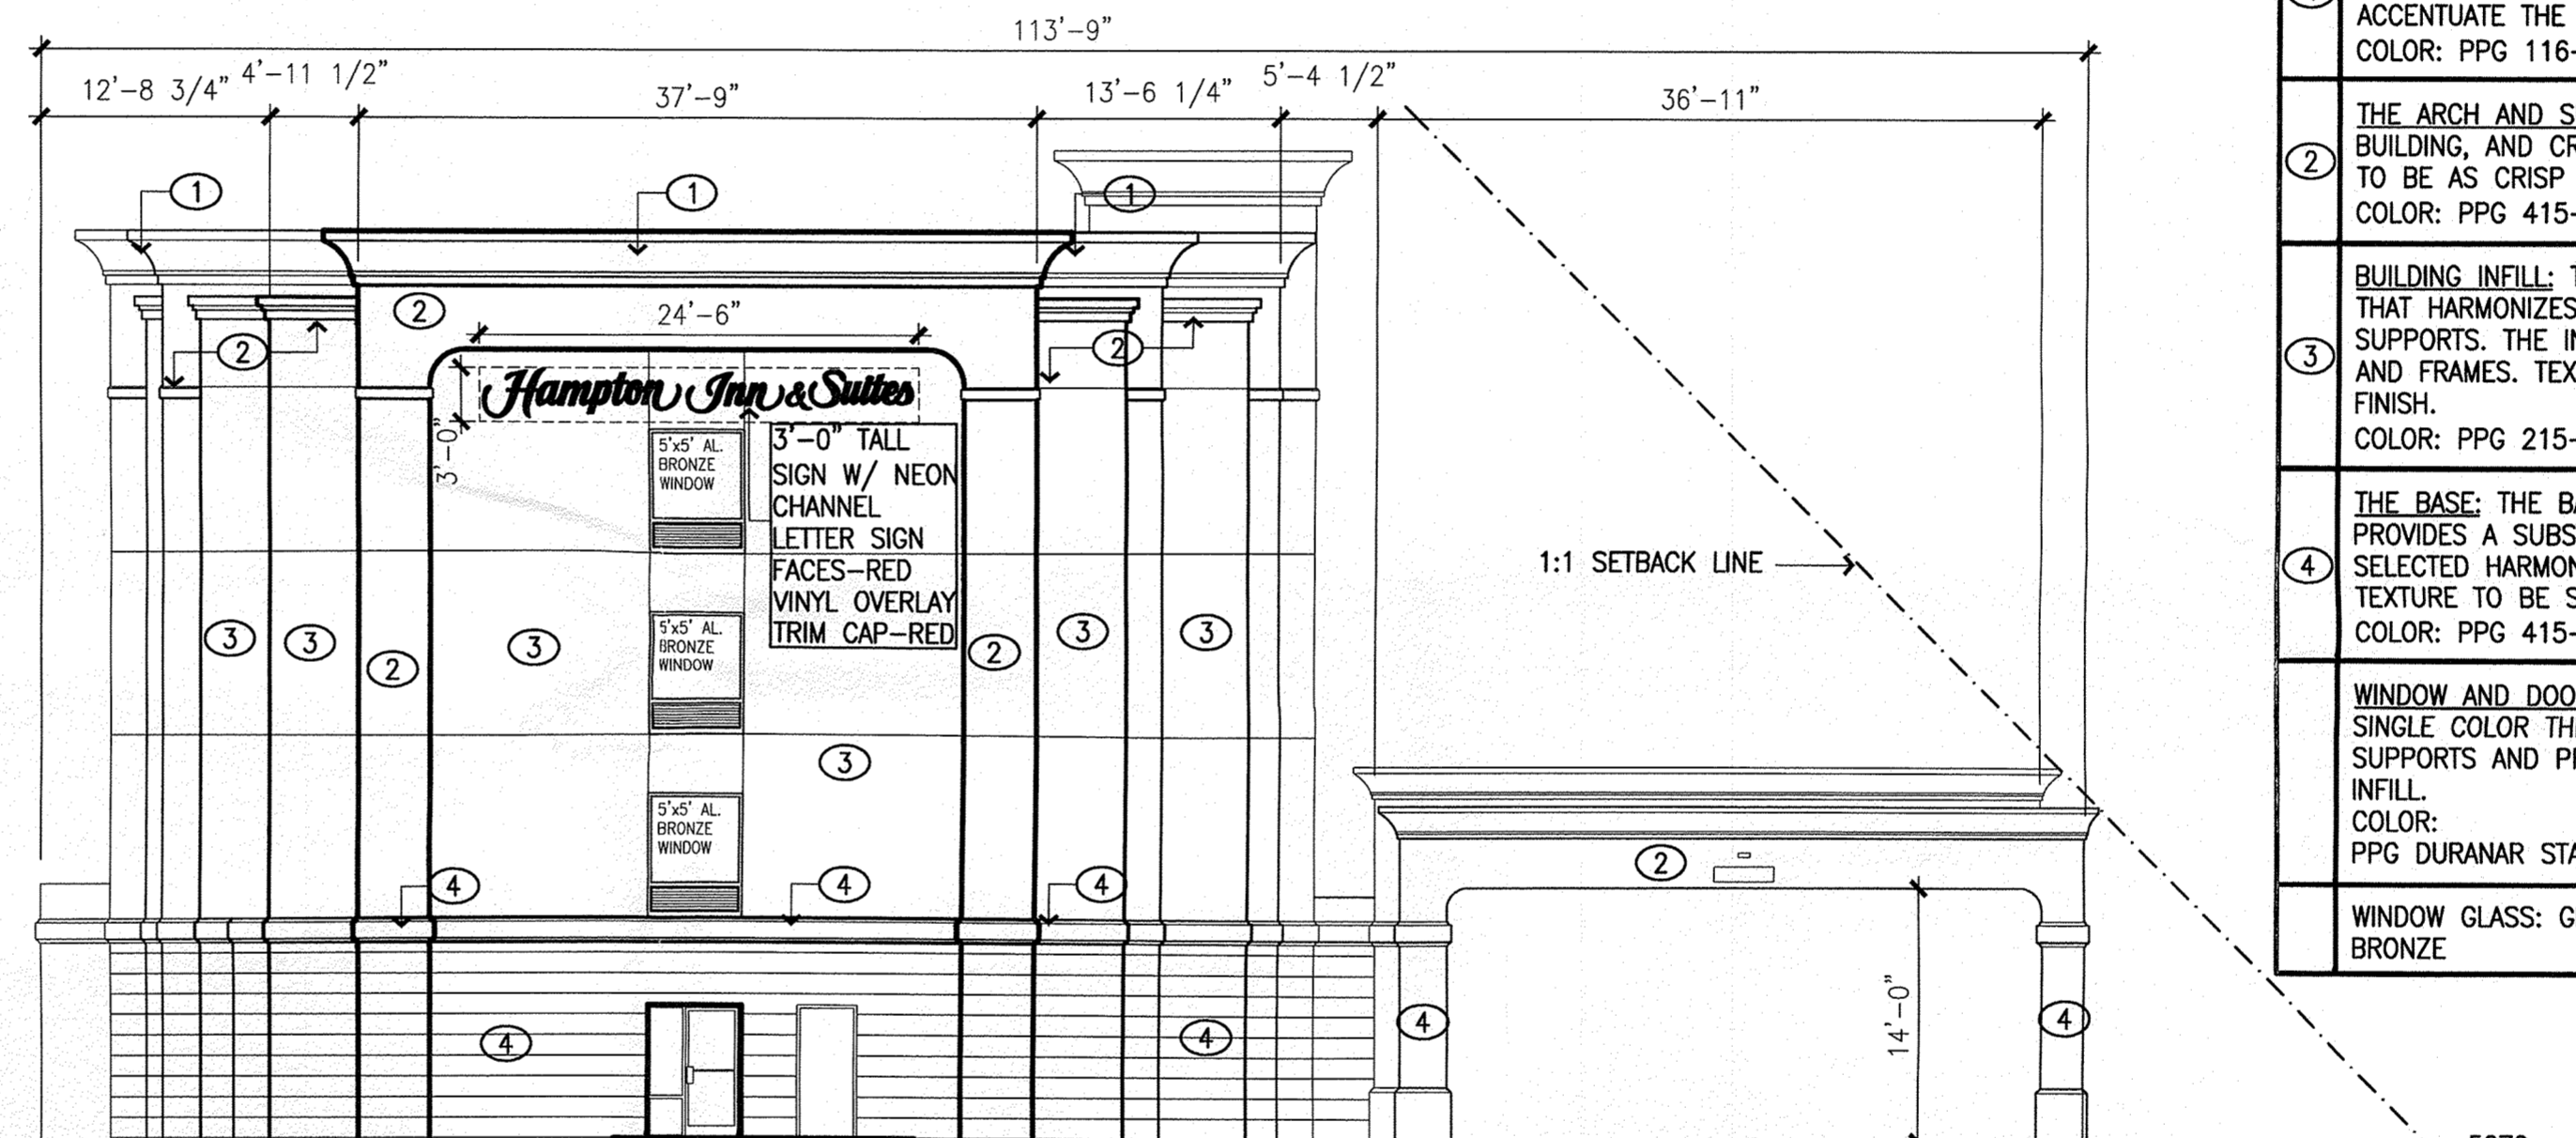 113'-9"
12'-8 3/4"
4'-11 1/2"
37'-9"
13'-6 1/4"
5'-4 1/2"
36'-11"
1
1
1
2
24'-6"
2
2
Hampton Inn & Suites
3'-0"
3'-0" TALL
SIGN W/ NEON
CHANNEL
LETTER SIGN
FACES-RED
VINYL OVERLAY
TRIM CAP-RED
5'x5' AL.
BRONZE
WINDOW
1:1 SETBACK LINE
3
3
2
3
5'x5' AL.
BRONZE
WINDOW
2
3
3
3
5'x5' AL.
BRONZE
WINDOW
4
4
4
2
14'-0"
4
4
4
4
ACCENTUATE THE
COLOR: PPG 116-
2
THE ARCH AND S
BUILDING, AND CR
TO BE AS CRISP
COLOR: PPG 415-
3
BUILDING INFILL: T
THAT HARMONIZES
SUPPORTS. THE IN
AND FRAMES. TEX
FINISH.
COLOR: PPG 215-
4
THE BASE: THE BA
PROVIDES A SUBS
SELECTED HARMON
TEXTURE TO BE S
COLOR: PPG 415-
WINDOW AND DOO
SINGLE COLOR TH
SUPPORTS AND P
INFILL.
COLOR:
PPG DURANAR STA
WINDOW GLASS: G
BRONZE